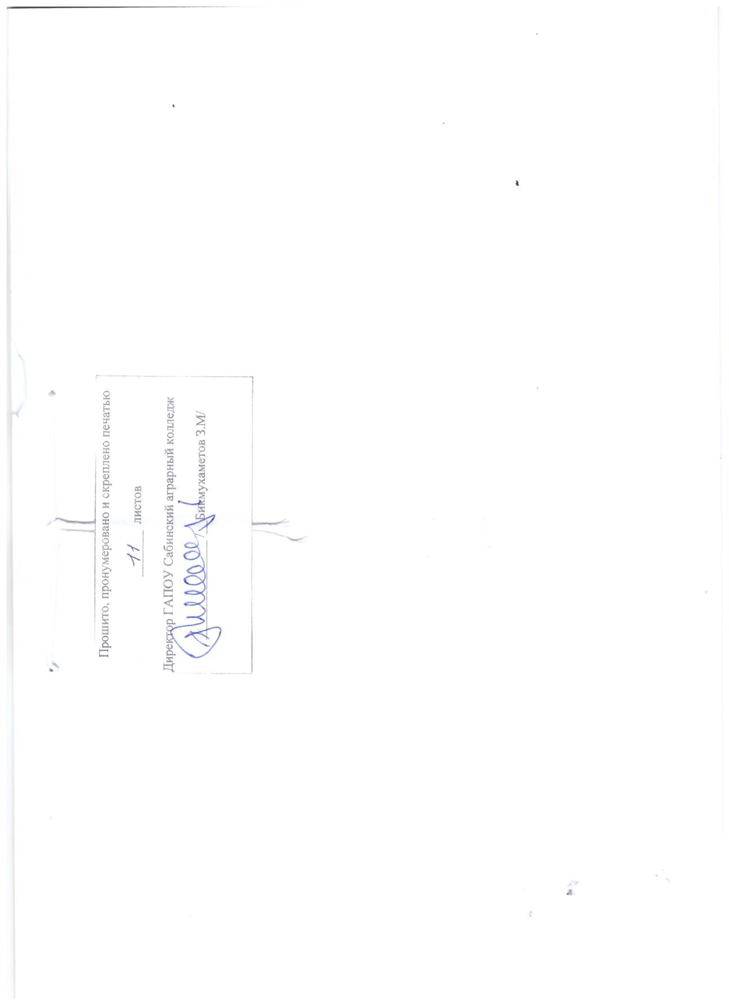 Прошито, пронумеровано и скреплено печатью
11 листов
Директор ГАПОУ Сабинский аграрный колледж
/Бикмухаметов З.М/